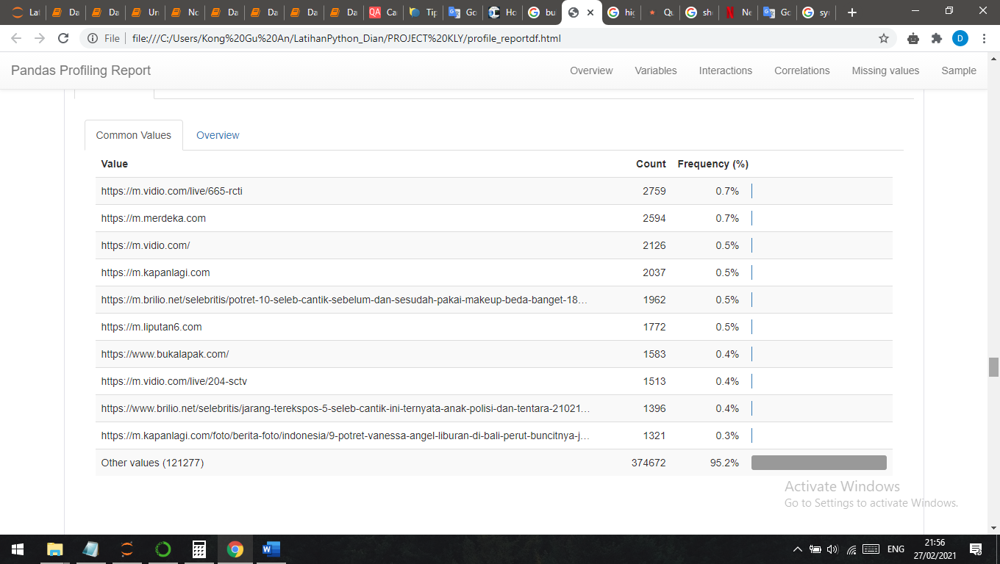 Lat
Da
Da
Un
No
Da
Da
Da
Da
QA
Ca
Tip
Go
Ho
bu
hig
Qu
sh
Ne
Go
syn
File
file:///C:/Users/Kong%20Gu%20An/LatihanPython_Dian/PROJECT%20KLY/profile_reportdf.html
D
Pandas Profiling Report
Overview Variables Interactions Correlations Missing values Sample
Common Values Overview
Value Count Frequency (%)
https://m.vidio.com/live/665-rcti 2759 0.7%
https://m.merdeka.com 2594 0.7%
https://m.vidio.com/ 2126 0.5%
https://m.kapanlagi.com 2037 0.5%
https://m.brilio.net/selebritis/potret-10-seleb-cantik-sebelum-dan-sesudah-pakai-makeup-beda-banget-18… 1962 0.5%
https://m.liputan6.com 1772 0.5%
https://www.bukalapak.com/ 1583 0.4%
https://m.vidio.com/live/204-sctv 1513 0.4%
https://www.brilio.net/selebritis/jarang-terekspos-5-seleb-cantik-ini-ternyata-anak-polisi-dan-tentara-21021… 1396 0.4%
https://m.kapanlagi.com/foto/berita-foto/indonesia/9-potret-vanessa-angel-liburan-di-bali-perut-buncitnya-j… 1321 0.3%
Other values (121277) 374672 95.2%
Activate Windows
Go to Settings to activate Windows.
ENG
21:56
27/02/2021